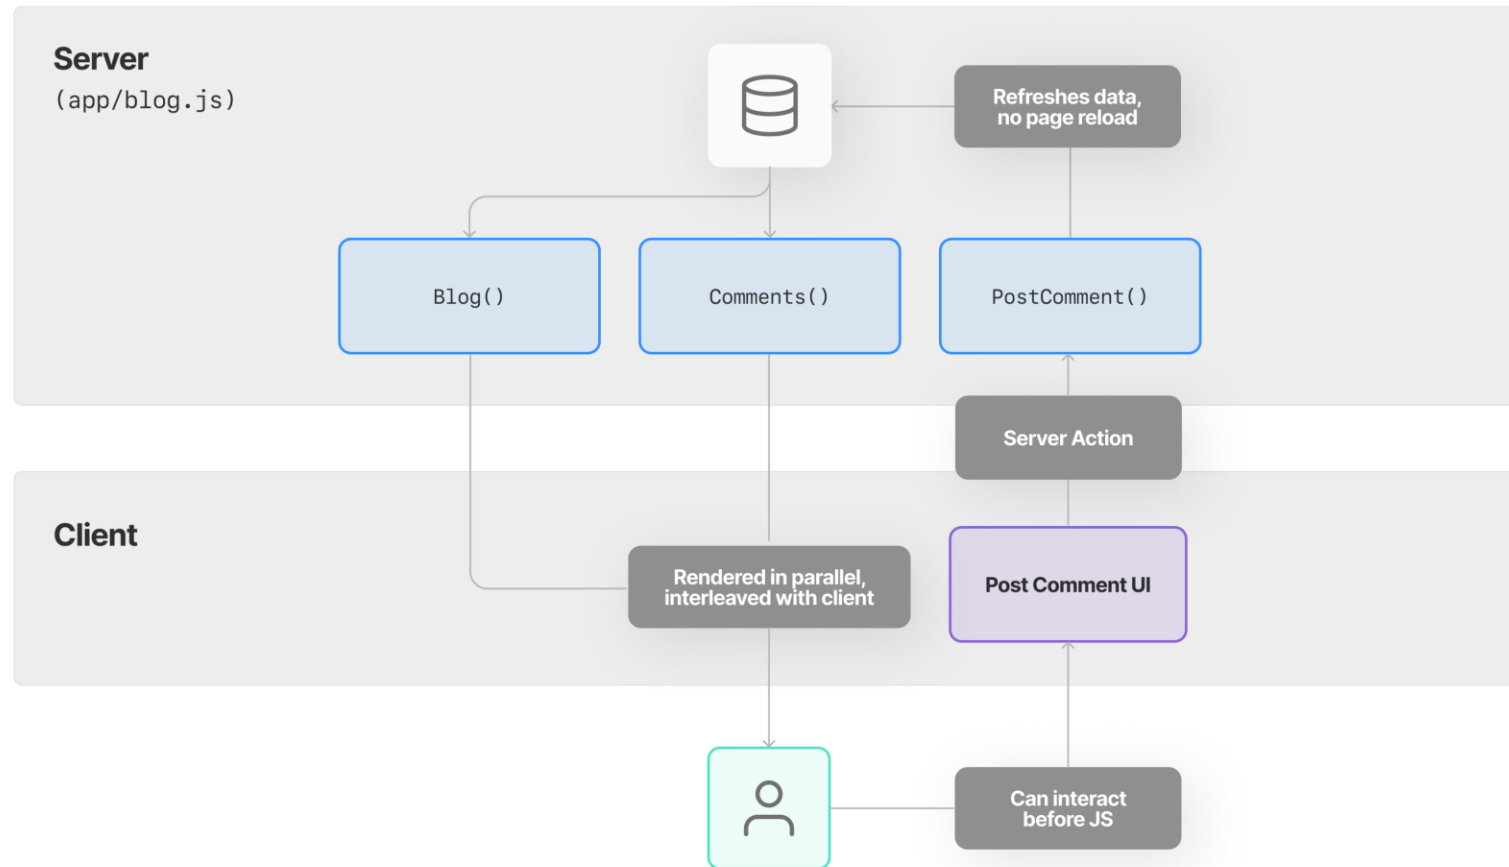 Server
(app/blog.js)
Refreshes data,
no page reload
Blog()
Comments()
PostComment()
Server Action
Client
Rendered in parallel,
interleaved with client
Post Comment UI
Can interact
before JS